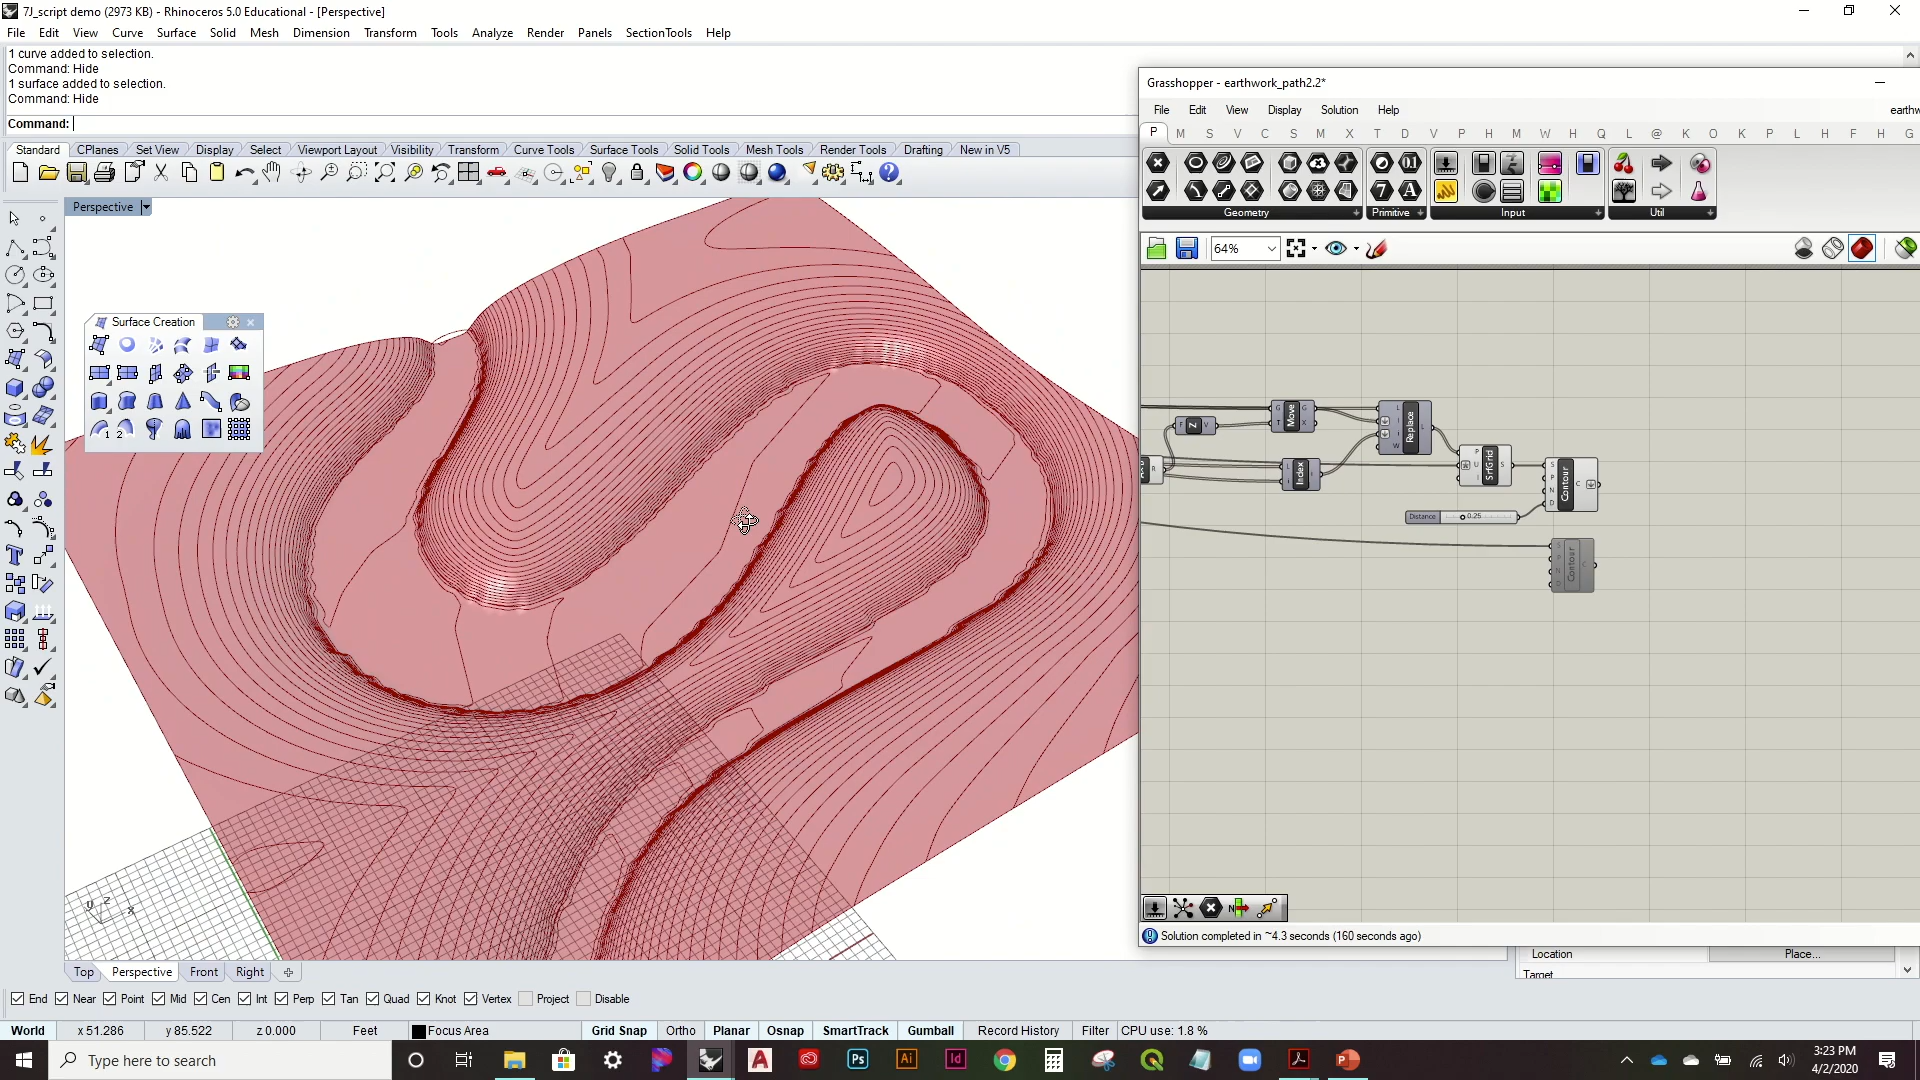 7J_script demo (2973 KB) - Rhinoceros 5.0 Educational - [Perspective]
File Edit View Curve Surface Solid Mesh Dimension Transform Tools Analyze Render Panels SectionTools Help
1 curve added to selection.
Command: Hide
1 surface added to selection.
Command: Hide
Command:
Standard CPlanes Set View Display Select Viewport Layout Visibility Transform Curve Tools Surface Tools Solid Tools Mesh Tools Render Tools Drafting New in V5
Perspective
Surface Creation
1 2
y z x
Grasshopper - earthwork_path2.2*
File Edit View Display Solution Help earthw
P M S V C S M X T D V P H M W H Q L @ K O K P L H F H G
Geometry Primitive Input Util
64%
Z
Move
Replace
Index
SrfGrid
Contour
Distance 0.25
Contour
Solution completed in ~4.3 seconds (160 seconds ago)
Location Place...
Target
Top Perspective Front Right
End Near Point Mid Cen Int Perp Tan Quad Knot Vertex Project Disable
World x 51.286 y 85.522 z 0.000 Feet Focus Area Grid Snap Ortho Planar Osnap SmartTrack Gumball Record History Filter CPU use: 1.8 %
Type here to search
Ps Ai Id
3:23 PM
4/2/2020